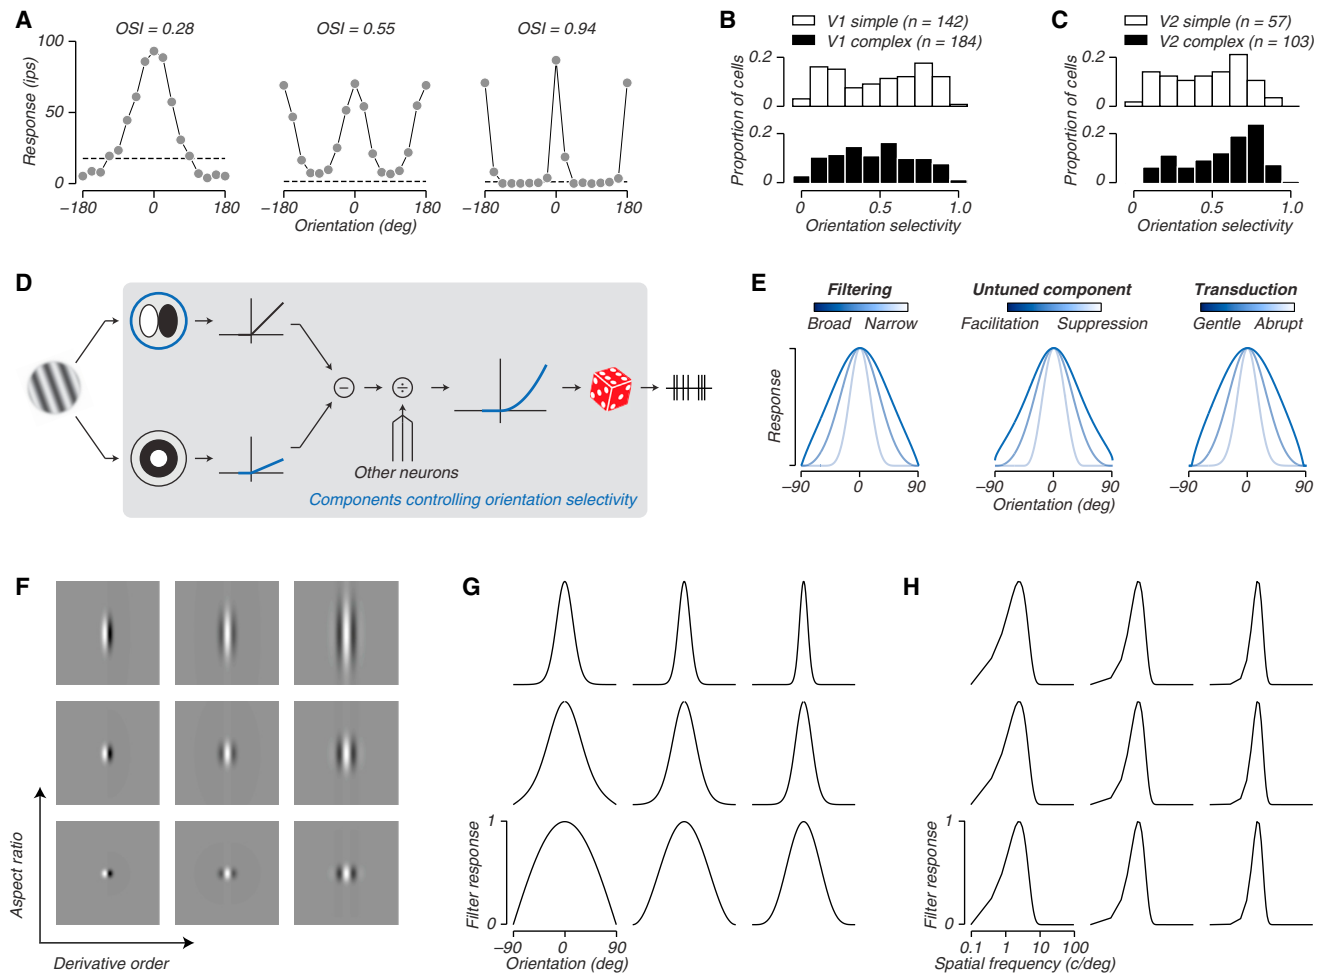 A
OSI = 0.28
OSI = 0.55
OSI = 0.94
100
50
0
Response (ips)
−180
0
180
−180
0
180
−180
0
180
Orientation (deg)
B
V1 simple (n = 142)
V1 complex (n = 184)
0.2
0
0.2
0
Proportion of cells
Proportion of cells
0
0.5
1.0
Orientation selectivity
C
V2 simple (n = 57)
V2 complex (n = 103)
0.2
0
0.2
0
Proportion of cells
Proportion of cells
0
0.5
1.0
Orientation selectivity
D
−
÷
Other neurons
Components controlling orientation selectivity
E
Filtering
Broad Narrow
Untuned component
Facilitation Suppression
Transduction
Gentle Abrupt
Response
−90
0
90
−90
0
90
−90
0
90
Orientation (deg)
F
Aspect ratio
Derivative order
G
1
0
Filter response
−90
0
90
Orientation (deg)
H
1
0
Filter response
0.1
1
10
100
Spatial frequency (c/deg)